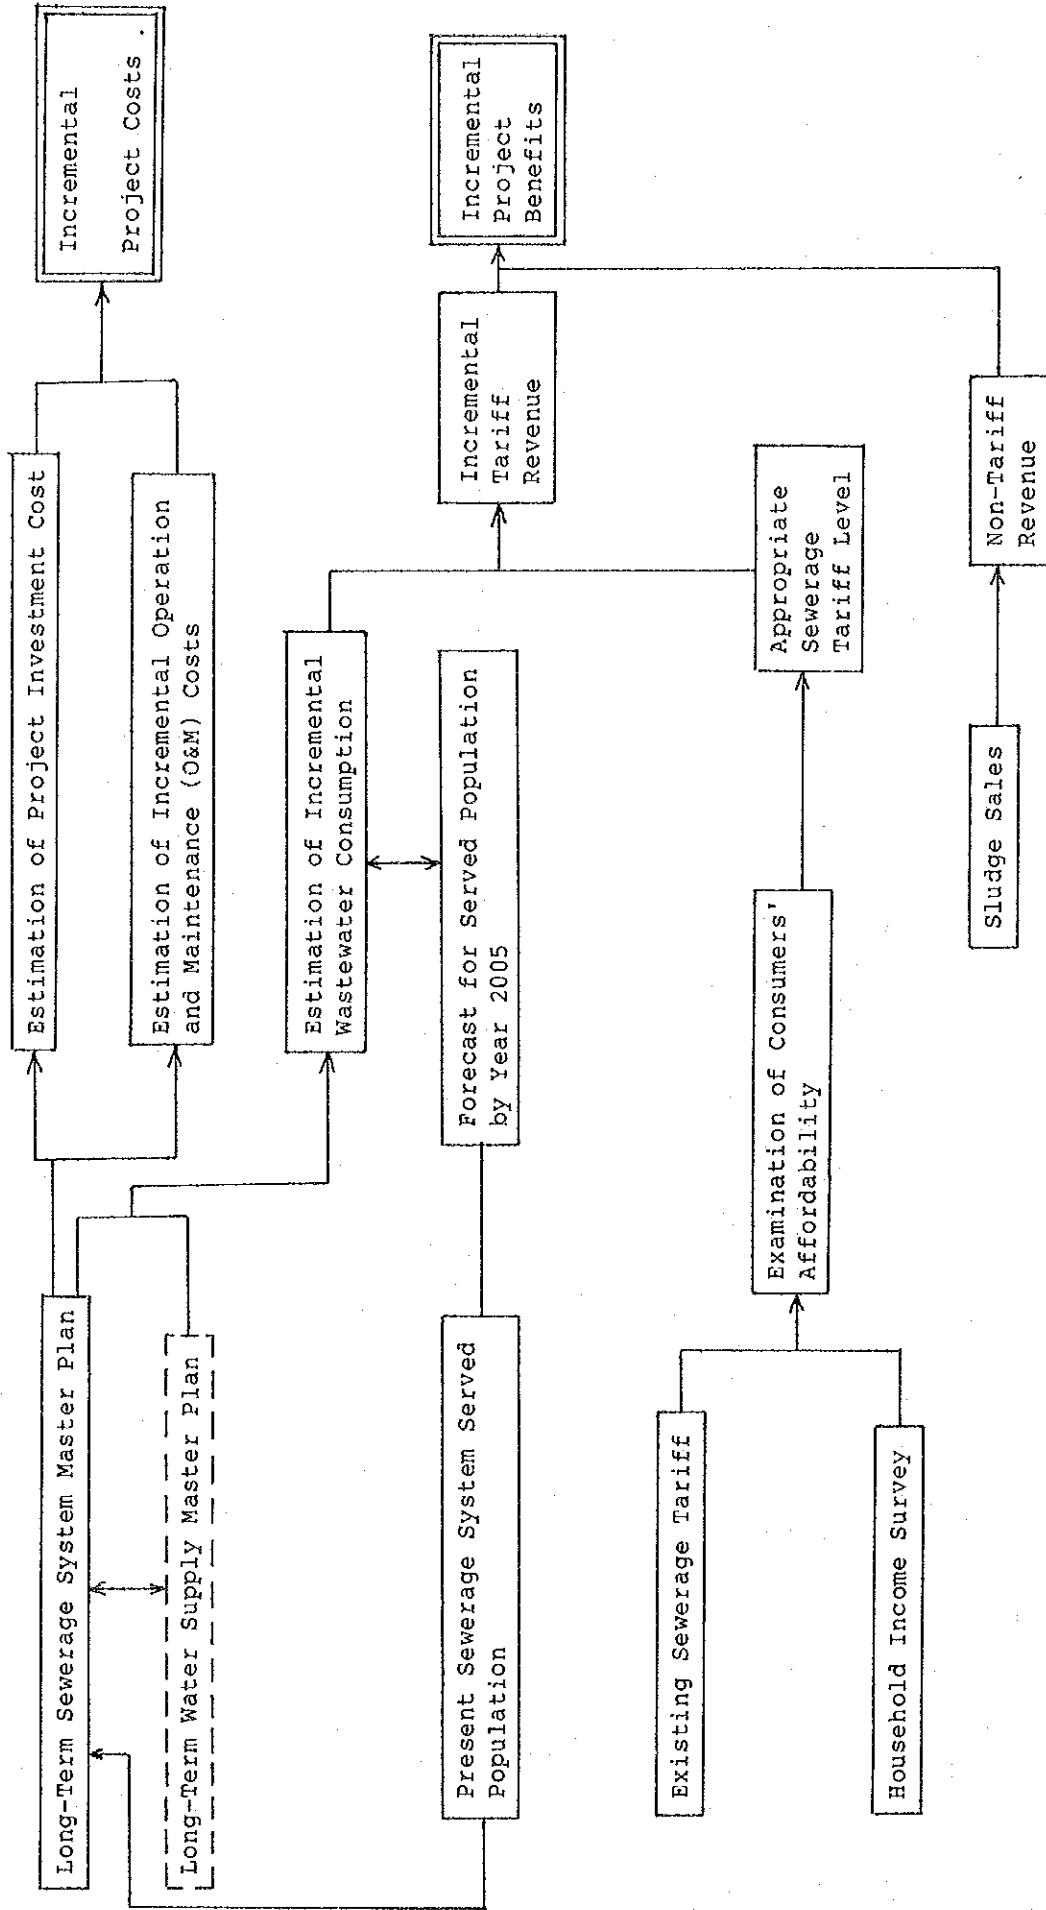 Long-Term Sewerage System Master Plan
Long-Term Water Supply Master Plan
Estimation of Project Investment Cost
Estimation of Incremental Operation
and Maintenance (O&M) Costs
Incremental
Project Costs
Estimation of Incremental
Wastewater Consumption
Present Sewerage System Served
Population
Forecast for Served Population
by Year 2005
Incremental
Tariff
Revenue
Incremental
Project
Benefits
Existing Sewerage Tariff
Household Income Survey
Examination of Consumers'
Affordability
Appropriate
Sewerage
Tariff Level
Sludge Sales
Non-Tariff
Revenue